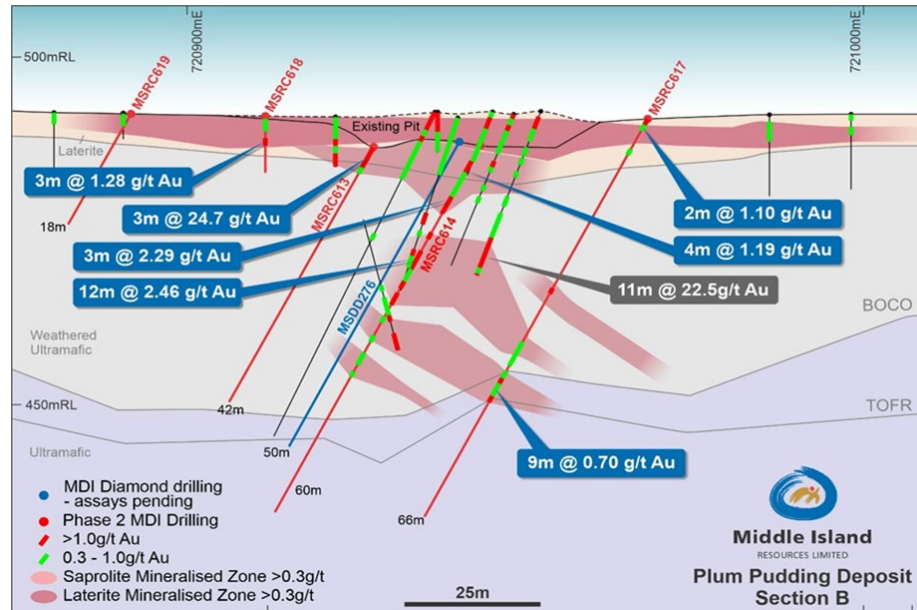 720900mE
721000mE
500mRL
MSRC619
MSRC618
MSRC617
Existing Pit
Laterite
3m @ 1.28 g/t Au
3m @ 24.7 g/t Au
MSRC613
2m @ 1.10 g/t Au
18m
3m @ 2.29 g/t Au
MSRC614
4m @ 1.19 g/t Au
12m @ 2.46 g/t Au
11m @ 22.5g/t Au
MSDD276
BOCO
Weathered
Ultramafic
450mRL
42m
TOFR
Ultramafic
50m
9m @ 0.70 g/t Au
60m
66m
MDI Diamond drilling
- assays pending
Phase 2 MDI Drilling
>1.0g/t Au
0.3 - 1.0g/t Au
Saprolite Mineralised Zone >0.3g/t
Laterite Mineralised Zone >0.3g/t
25m
Middle Island
RESOURCES LIMITED
Plum Pudding Deposit
Section B